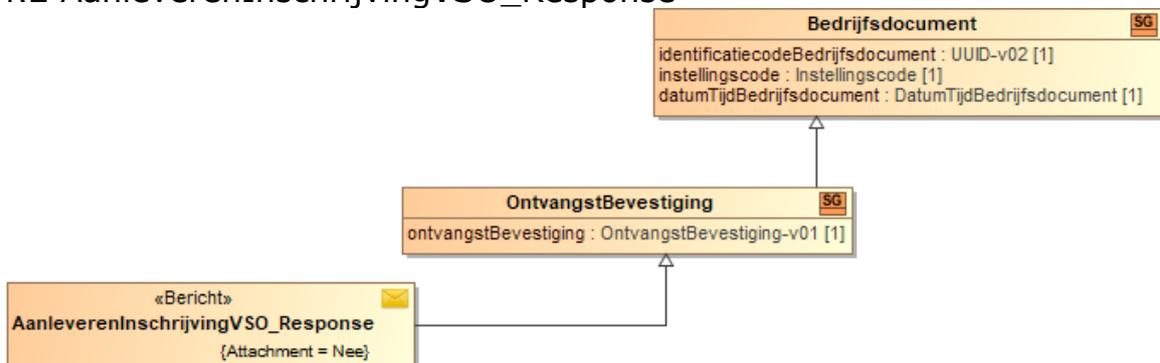 AanleverenInschrijvingVSO_Response
Bedrijfsdocument SG
identificatiecodeBedrijfsdocument : UUID-v02 [1]
instellingscode : Instellingscode [1]
datumTijdBedrijfsdocument : DatumTijdBedrijfsdocument [1]
OntvangstBevestiging SG
ontvangstBevestiging : OntvangstBevestiging-v01 [1]
«Bericht»
AanleverenInschrijvingVSO_Response
{Attachment = Nee}